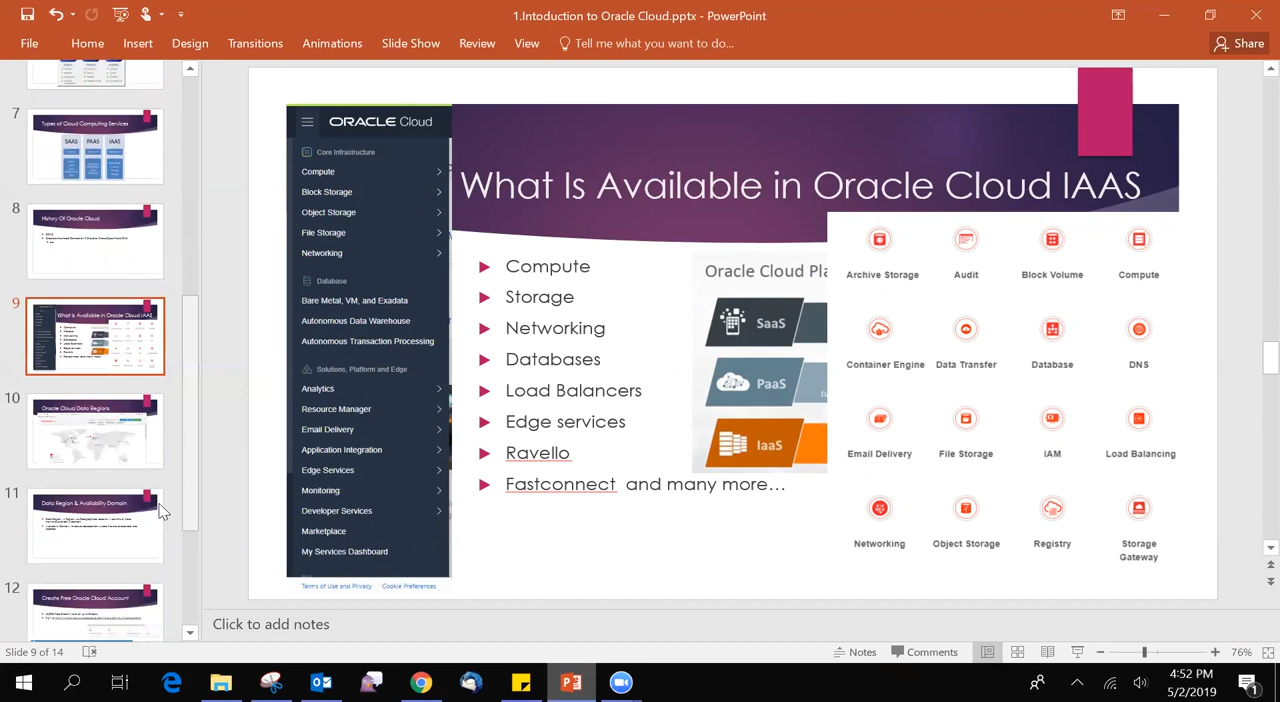 1.Intoduction to Oracle Cloud.pptx - PowerPoint
File Home Insert Design Transitions Animations Slide Show Review View Tell me what you want to do... Share
7
Types of Cloud Computing Services
SAAS PAAS IAAS
8
History Of Oracle Cloud
9
What Is Available in Oracle Cloud IAAS
10
Oracle Cloud Data Regions
11
Data Region & Availability Domain
12
Create Free Oracle Cloud Account
ORACLE Cloud
Core Infrastructure
Compute
Block Storage
Object Storage
File Storage
Networking
Database
Bare Metal, VM, and Exadata
Autonomous Data Warehouse
Autonomous Transaction Processing
Solutions, Platform and Edge
Analytics
Resource Manager
Email Delivery
Application Integration
Edge Services
Monitoring
Developer Services
Marketplace
My Services Dashboard
Terms of Use and Privacy Cookie Preferences
What Is Available in Oracle Cloud IAAS
Compute
Storage
Networking
Databases
Load Balancers
Edge services
Ravello
Fastconnect and many more...
Oracle Cloud Pla
SaaS
PaaS
IaaS
Archive Storage Audit Block Volume Compute
Container Engine Data Transfer Database DNS
Email Delivery File Storage IAM Load Balancing
Networking Object Storage Registry Storage
Gateway
Click to add notes
Slide 9 of 14 Notes Comments 76%
4:52 PM
5/2/2019
1